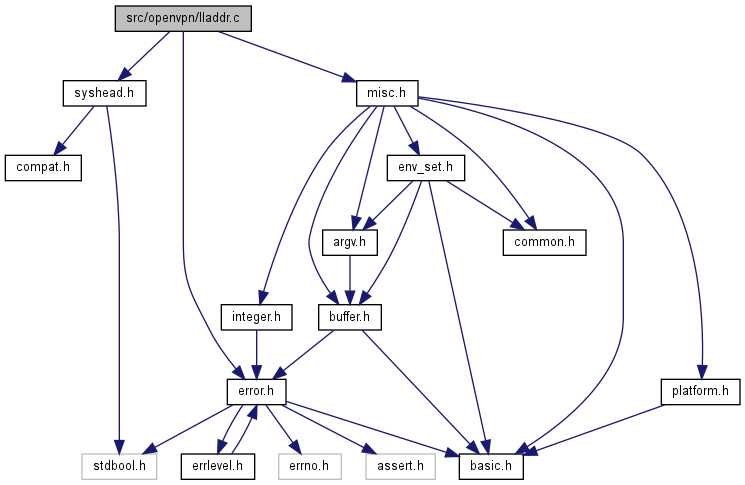 src/openvpn/lladdr.c
syshead.h
misc.h
compat.h
env_set.h
argv.h
common.h
integer.h
buffer.h
error.h
platform.h
stdbool.h
errlevel.h
errno.h
assert.h
basic.h